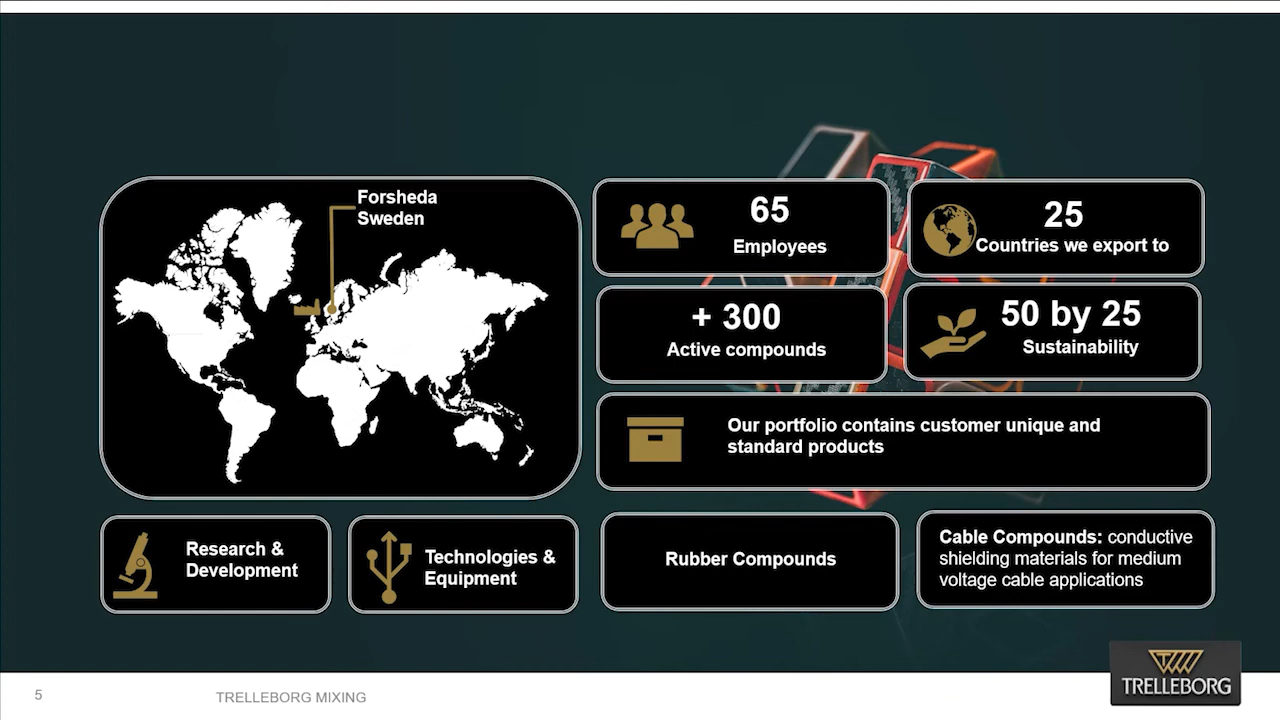 Forsheda
Sweden
65
Employees
25
Countries we export to
+ 300
Active compounds
50 by 25
Sustainability
Our portfolio contains customer unique and
standard products
Research &
Development
Technologies &
Equipment
Rubber Compounds
Cable Compounds: conductive
shielding materials for medium
voltage cable applications
5
TRELLEBORG MIXING
TRELLEBORG